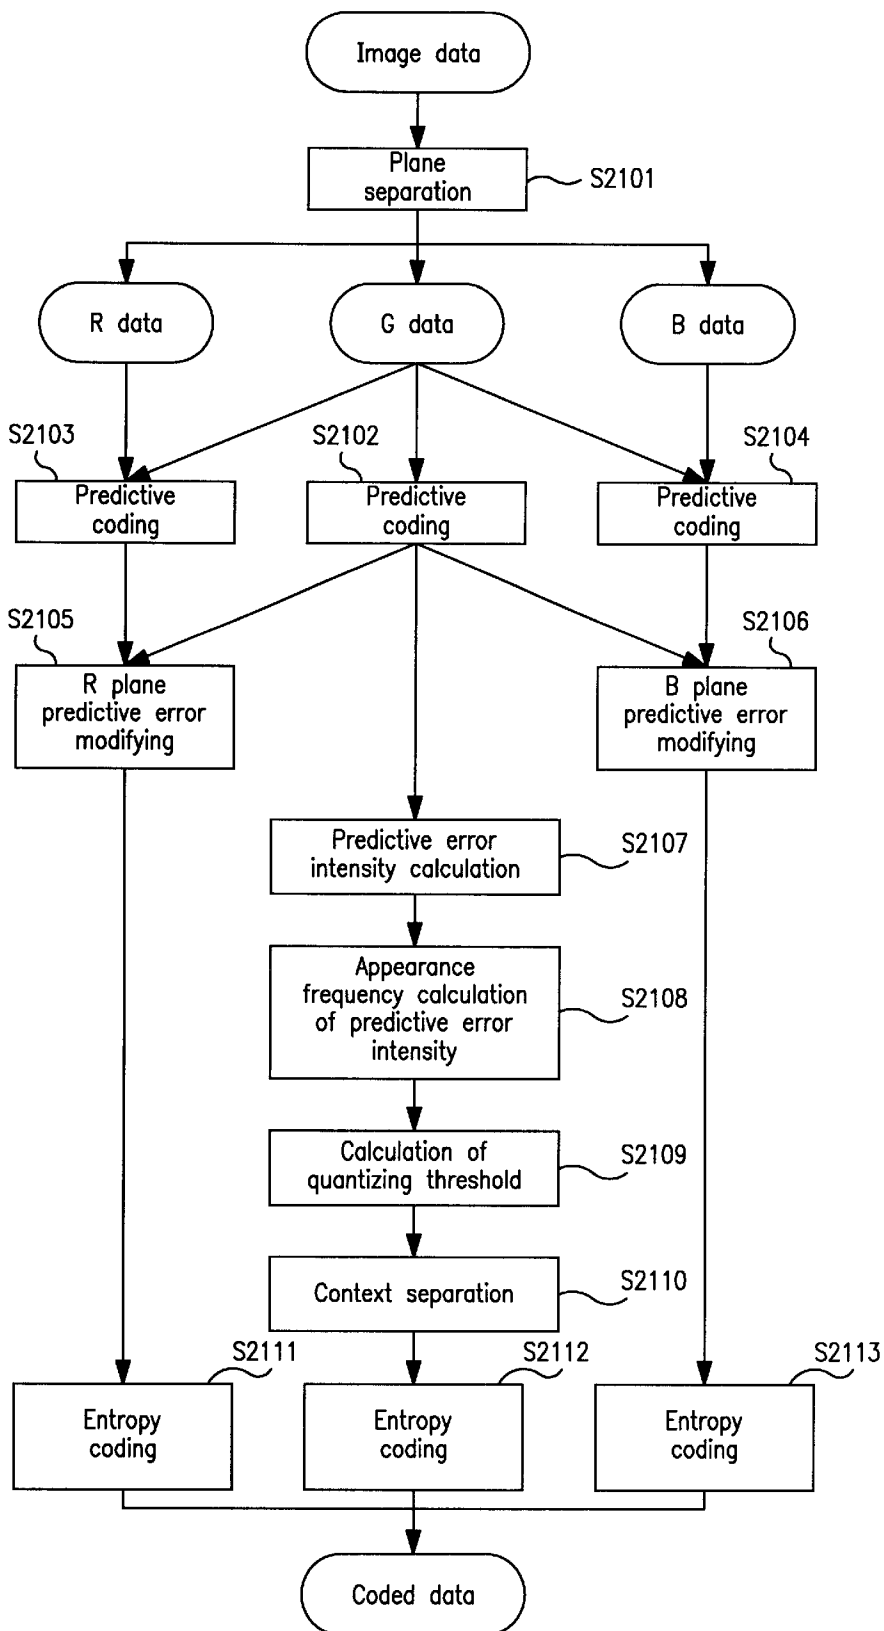 Image data
Plane
separation
S2101
R data
G data
B data
S2103
S2102
S2104
Predictive
coding
Predictive
coding
Predictive
coding
S2105
S2106
R plane
predictive error
modifying
B plane
predictive error
modifying
Predictive error
intensity calculation
S2107
Appearance
frequency calculation
of predictive error
intensity
S2108
Calculation of
quantizing threshold
S2109
Context separation
S2110
S2111
S2112
S2113
Entropy
coding
Entropy
coding
Entropy
coding
Coded data